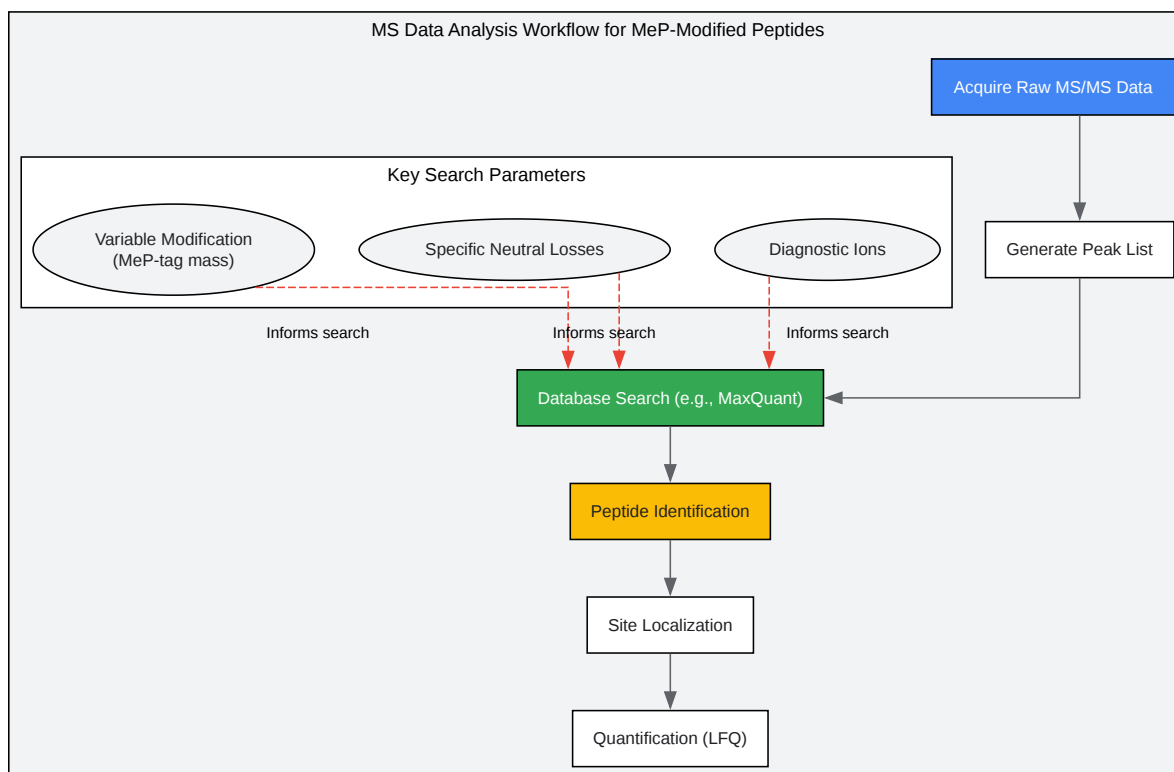 MS Data Analysis Workflow for MeP-Modified Peptides
Acquire Raw MS/MS Data
Key Search Parameters
Variable Modification
(MeP-tag mass)
Specific Neutral Losses
Diagnostic Ions
Generate Peak List
Informs search
Informs search
Informs search
Database Search (e.g., MaxQuant)
Peptide Identification
Site Localization
Quantification (LFQ)